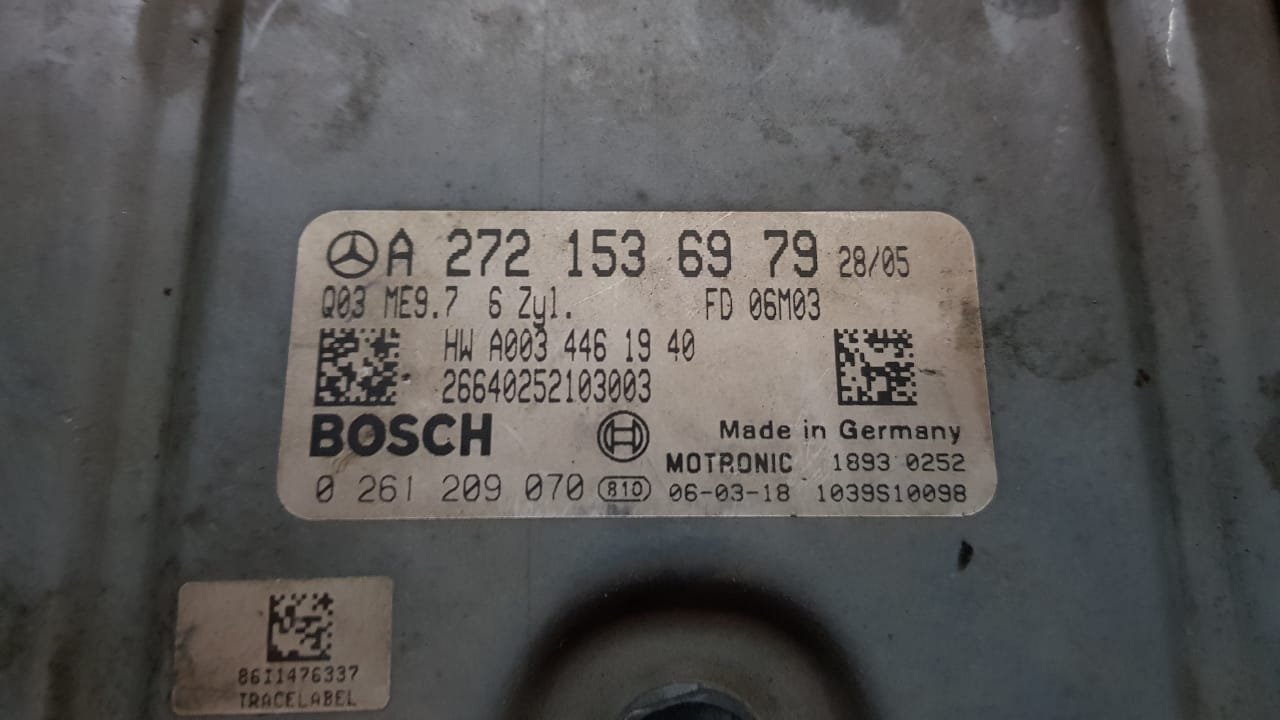 A 272 153 69 79 28/05
Q03 ME9.7 6 Zyl. FD 06M03
HW A003 446 19 40
26640252103003
BOSCH Made in Germany
MOTRONIC 1893 0252
0 261 209 070 810 06-03-18 1039S10098
8611476337
TRACELABEL